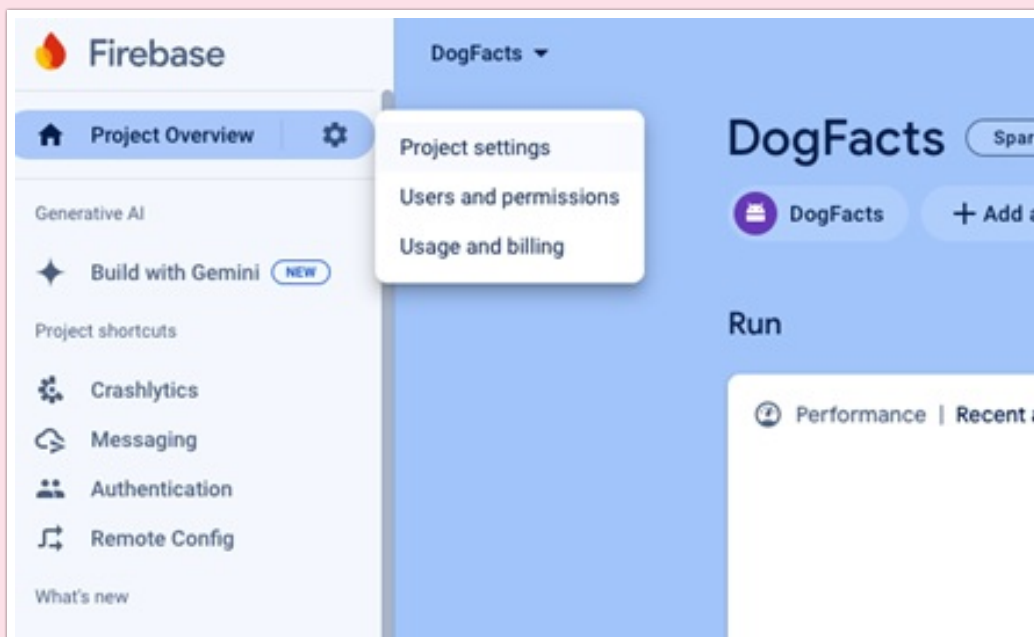 Firebase
Project Overview
Generative AI
Build with Gemini NEW
Project shortcuts
Crashlytics
Messaging
Authentication
Remote Config
What's new
DogFacts
Project settings
Users and permissions
Usage and billing
DogFacts
DogFacts
+ Add
Run
Performance | Recent